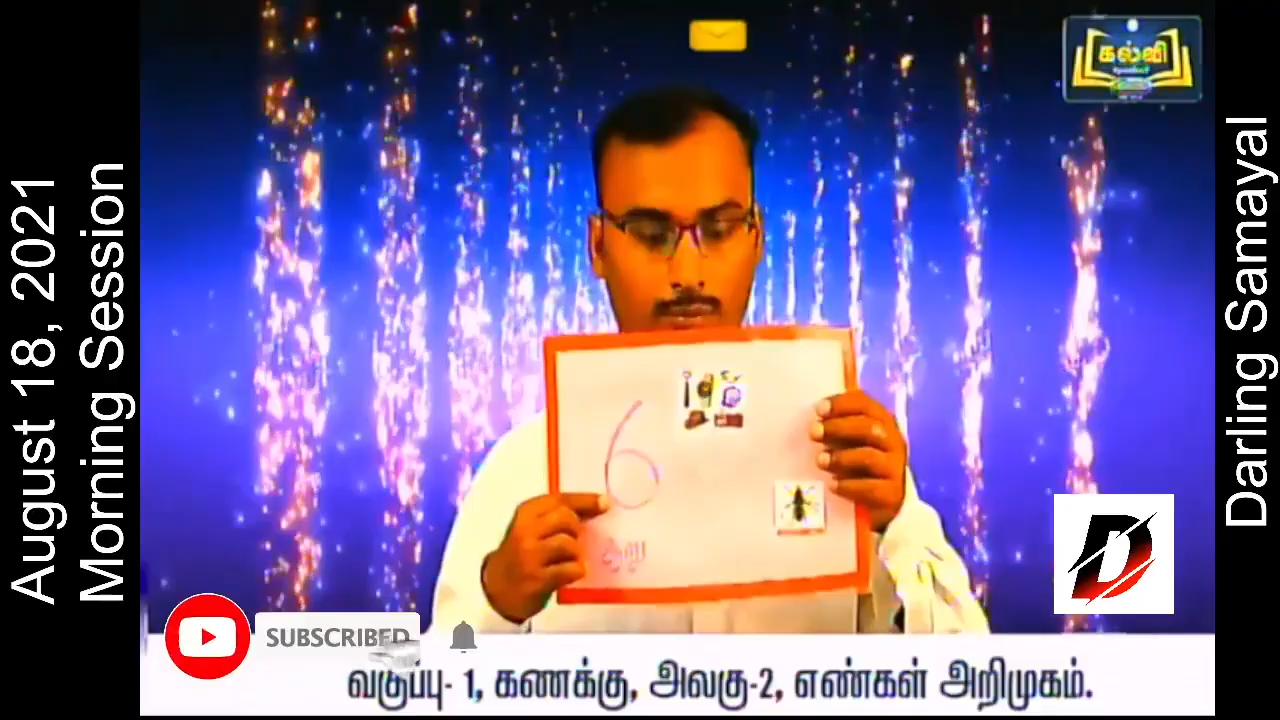 August 18, 2021
Morning Session
கல்வி
6
ஆறு
D
SUBSCRIBED
வகுப்பு- 1, கணக்கு, அலகு-2, எண்கள் அறிமுகம்.
Darling Samayal